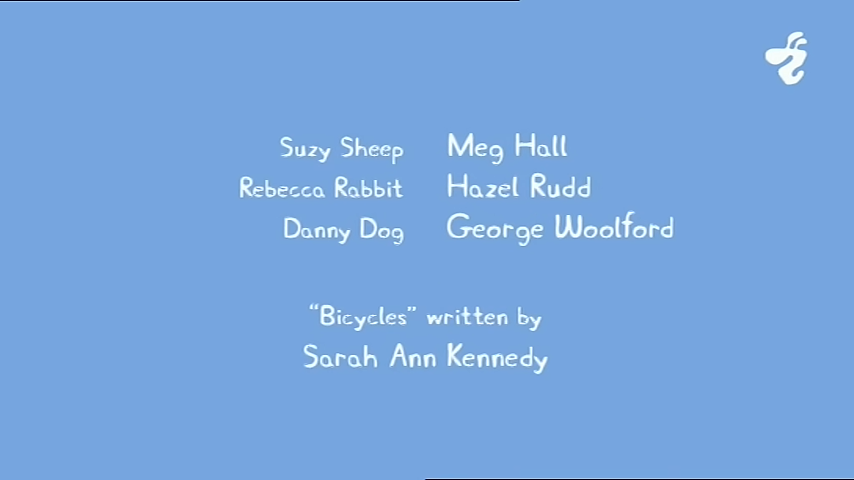 Suzy Sheep Meg Hall
Rebecca Rabbit Hazel Rudd
Danny Dog George Woolford
“Bicycles” written by
Sarah Ann Kennedy